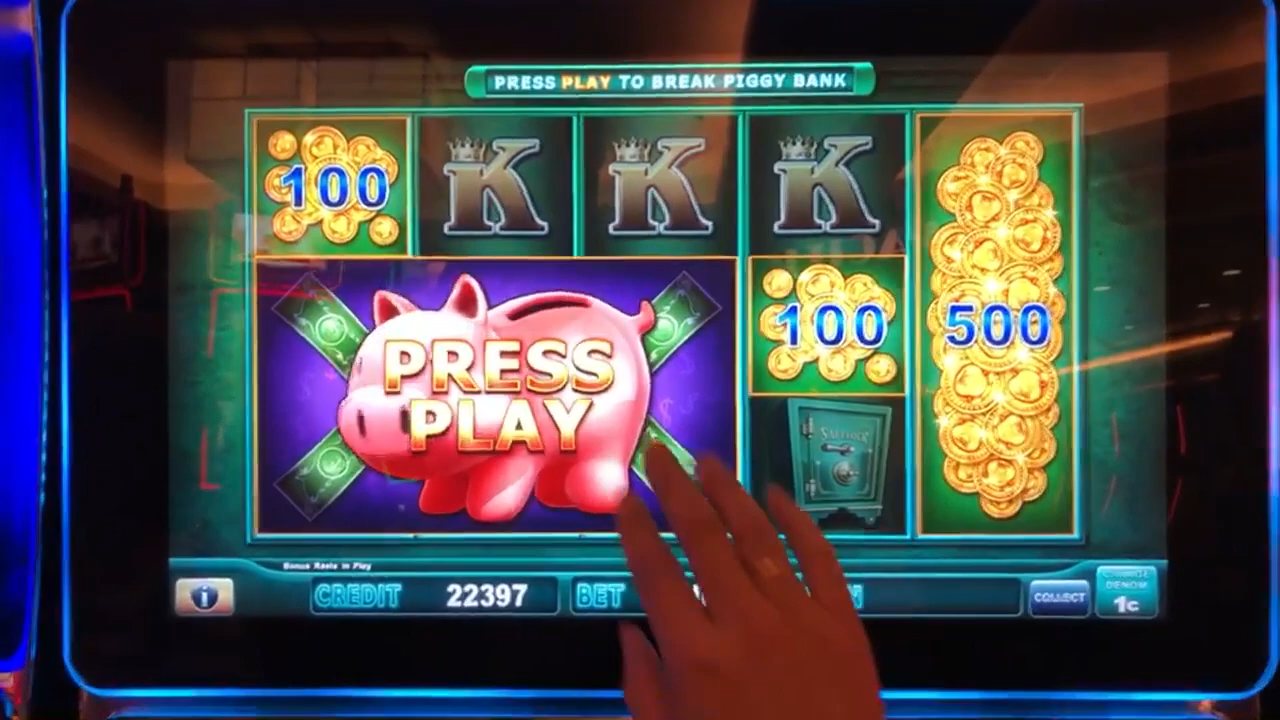 PRESS PLAY TO BREAK PIGGY BANK
100
K
K
K
PRESS
PLAY
100
500
Bonus Reels in Play
CREDIT 22397
BET
COLLECT
CHANGE
DENOM
1c